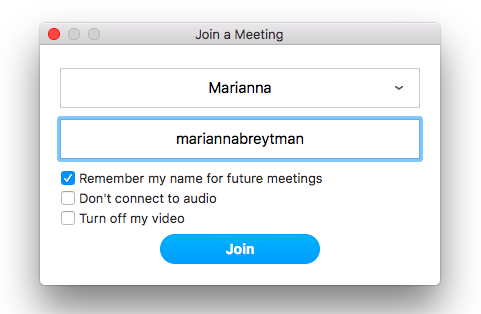 Join a Meeting
Marianna
mariannabreytman
Remember my name for future meetings
Don't connect to audio
Turn off my video
Join